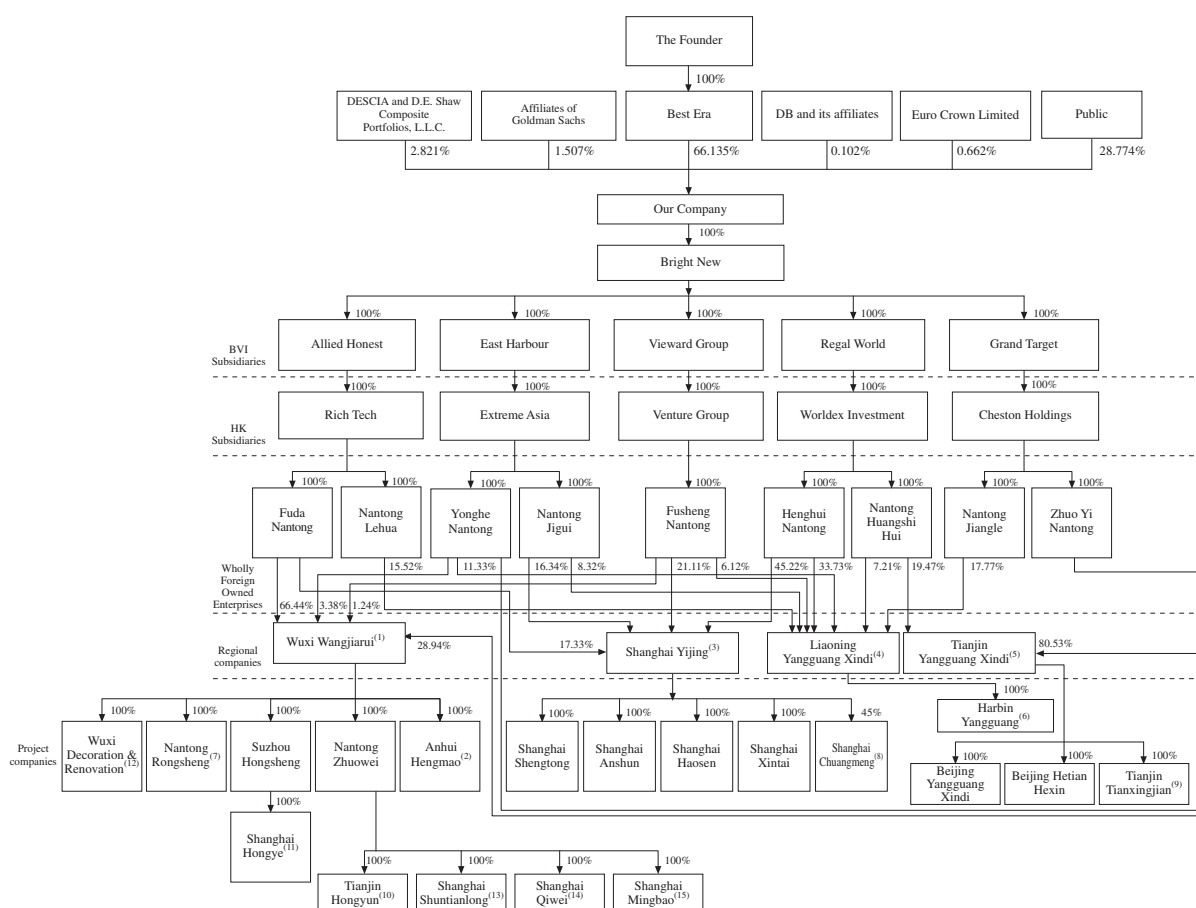 The Founder
100%
DESCIA and D.E. Shaw
Composite
Portfolios, L.L.C.
Affiliates of
Goldman Sachs
Best Era
DB and its affiliates
Euro Crown Limited
Public
2.821%
1.507%
66.135%
0.102%
0.662%
28.774%
Our Company
100%
Bright New
100%
100%
100%
100%
100%
BVI
Subsidiaries
Allied Honest
East Harbour
Vieward Group
Regal World
Grand Target
100%
100%
100%
100%
100%
HK
Subsidiaries
Rich Tech
Extreme Asia
Venture Group
Worldex Investment
Cheston Holdings
100%
100%
100%
100%
100%
100%
100%
100%
100%
Fuda
Nantong
Nantong
Lehua
Yonghe
Nantong
Nantong
Jigui
Fusheng
Nantong
Henghui
Nantong
Nantong
Huangshi
Hui
Nantong
Jiangle
Zhuo Yi
Nantong
Wholly
Foreign
Owned
Enterprises
15.52%
11.33%
16.34%
8.32%
21.11%
6.12%
45.22%
33.73%
7.21%
19.47%
17.77%
66.44%
3.38%
1.24%
Regional
companies
Wuxi Wangjiarui(1)
28.94%
17.33%
Shanghai Yijing(3)
Liaoning
Yangguang Xindi(4)
Tianjin
Yangguang Xindi(5)
80.53%
100%
Harbin
Yangguang(6)
Project
companies
100%
100%
100%
100%
100%
100%
100%
100%
100%
45%
Wuxi
Decoration &
Renovation(12)
Nantong
Rongsheng(7)
Suzhou
Hongsheng
Nantong
Zhuowei
Anhui
Hengmao(2)
Shanghai
Shengtong
Shanghai
Anshun
Shanghai
Haosen
Shanghai
Xintai
Shanghai
Chuangmeng(8)
100%
100%
100%
Beijing
Yangguang
Xindi
Beijing Hetian
Hexin
Tianjin
Tianxingjian(9)
100%
Shanghai
Hongye(11)
100%
100%
100%
100%
Tianjin
Hongyun(10)
Shanghai
Shuntianlong(13)
Shanghai
Qiwei(14)
Shanghai
Mingbao(15)